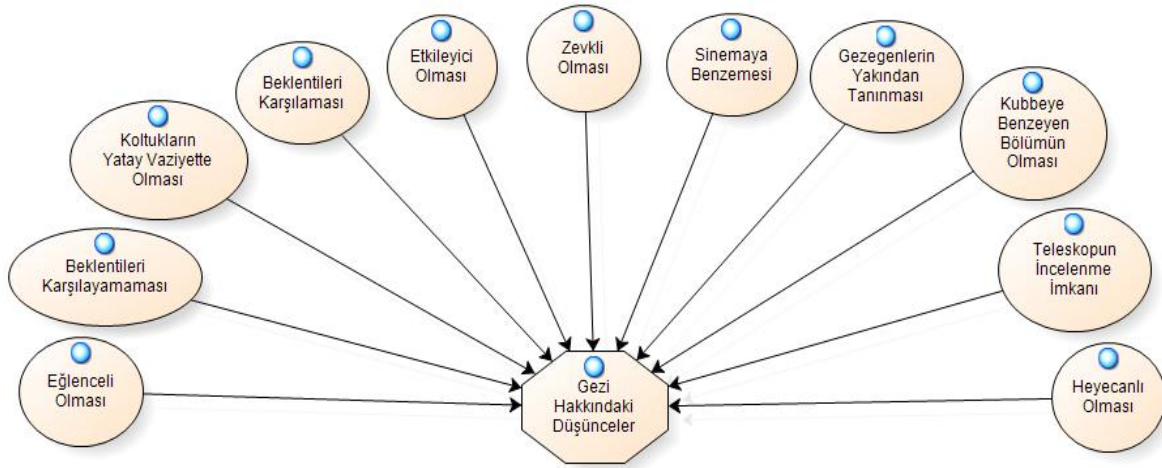 Eğlenceli
Olması
Beklentileri
Karşılayamaması
Koltukların
Yatay Vaziyette
Olması
Beklentileri
Karşılaması
Etkileyici
Olması
Zevkli
Olması
Sinemaya
Benzemesi
Gezegenlerin
Yakından
Tanınması
Kubbeye
Benzeyen
Bölümün
Olması
Teleskopun
İncelenme
İmkanı
Heyecanlı
Olması
Gezi
Hakkındaki
Düşünceler